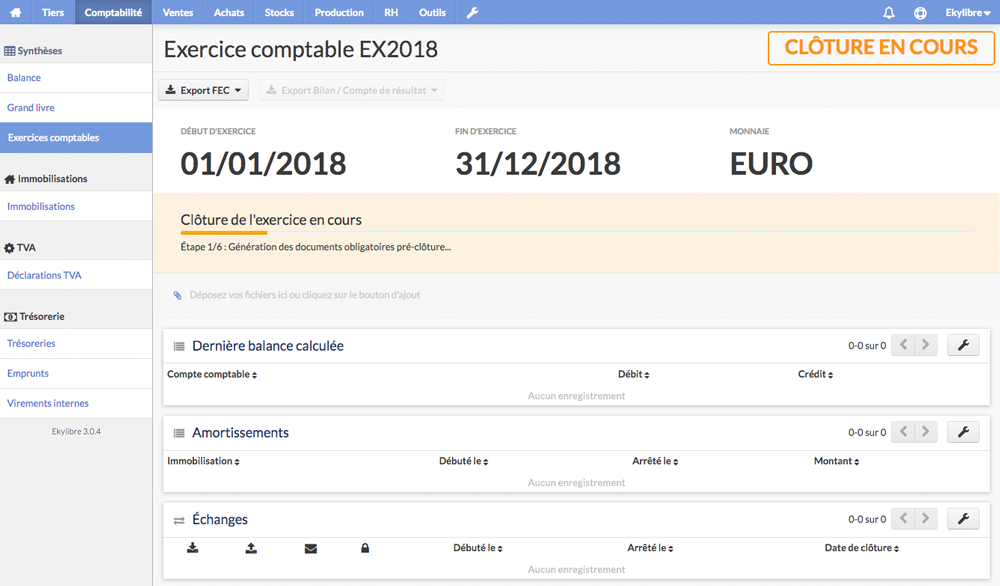 Tiers Comptabilité Ventes Achats Stocks Production RH Outils Ekylibre
Synthèses
Balance
Grand livre
Exercices comptables
Immobilisations
Immobilisations
TVA
Déclarations TVA
Trésorerie
Trésoreries
Emprunts
Virements internes
Ekylibre 3.0.4
Exercice comptable EX2018
CLÔTURE EN COURS
Export FEC Export Bilan / Compte de résultat
DÉBUT D'EXERCICE FIN D'EXERCICE MONNAIE
01/01/2018 31/12/2018 EURO
Clôture de l'exercice en cours
Étape 1/6 : Génération des documents obligatoires pré-clôture...
Déposez vos fichiers ici ou cliquez sur le bouton d'ajout
Dernière balance calculée 0-0 sur 0
Compte comptable Débit Crédit
Aucun enregistrement
Amortissements 0-0 sur 0
Immobilisation Débuté le Arrêté le Montant
Aucun enregistrement
Échanges 0-0 sur 0
Débuté le Arrêté le Date de clôture
Aucun enregistrement